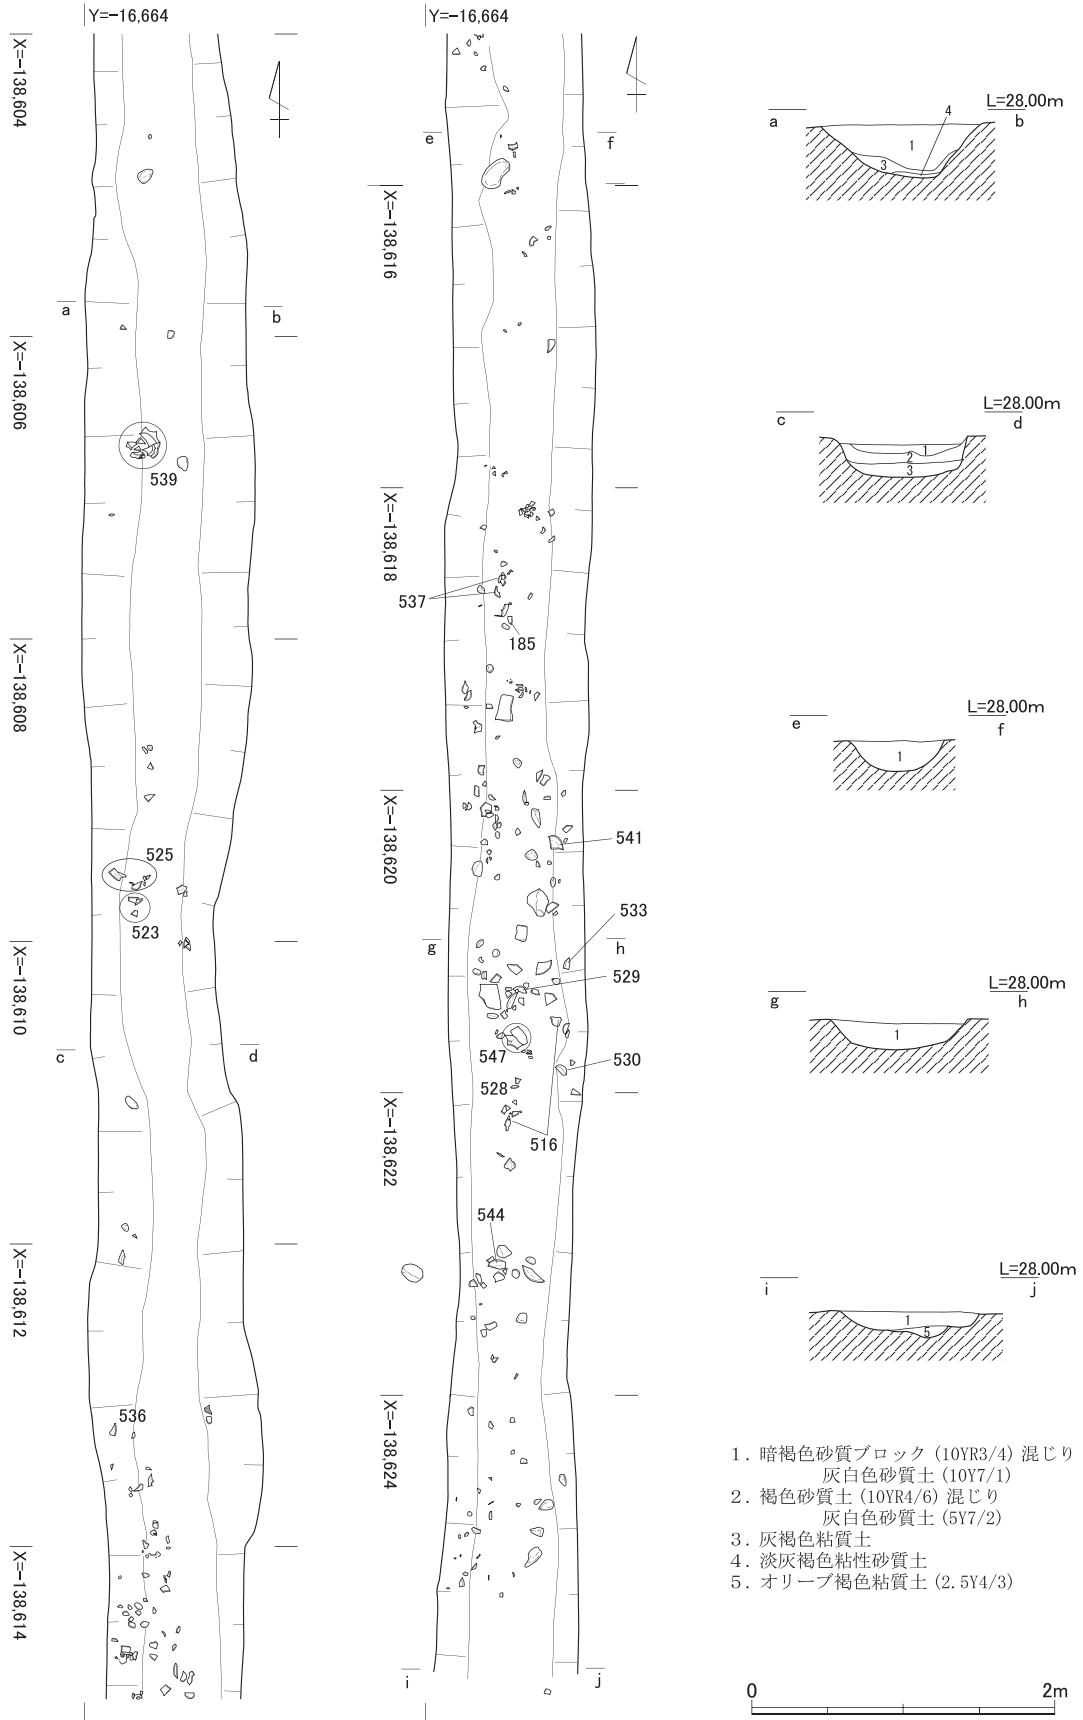 Y=-16,664
X=-138,604
a
b
X=-138,606
539
X=-138,608
525
523
X=-138,610
c
d
X=-138,612
536
X=-138,614
Y=-16,664
e
f
X=-138,616
X=-138,618
537
185
X=-138,620
541
533
g
h
529
547
530
528
X=-138,622
516
544
X=-138,624
i
j
L=28.00m
a
b
4
1
3
L=28.00m
c
d
1
2
3
L=28.00m
e
f
1
L=28.00m
g
h
1
L=28.00m
i
j
1
5
1. 暗褐色砂質ブロック (10YR3/4) 混じり
灰白色砂質土 (10Y7/1)
2. 褐色砂質土 (10YR4/6) 混じり
灰白色砂質土 (5Y7/2)
3. 灰褐色粘質土
4. 淡灰褐色粘性砂質土
5. オリーブ褐色粘質土 (2.5Y4/3)
0
2m